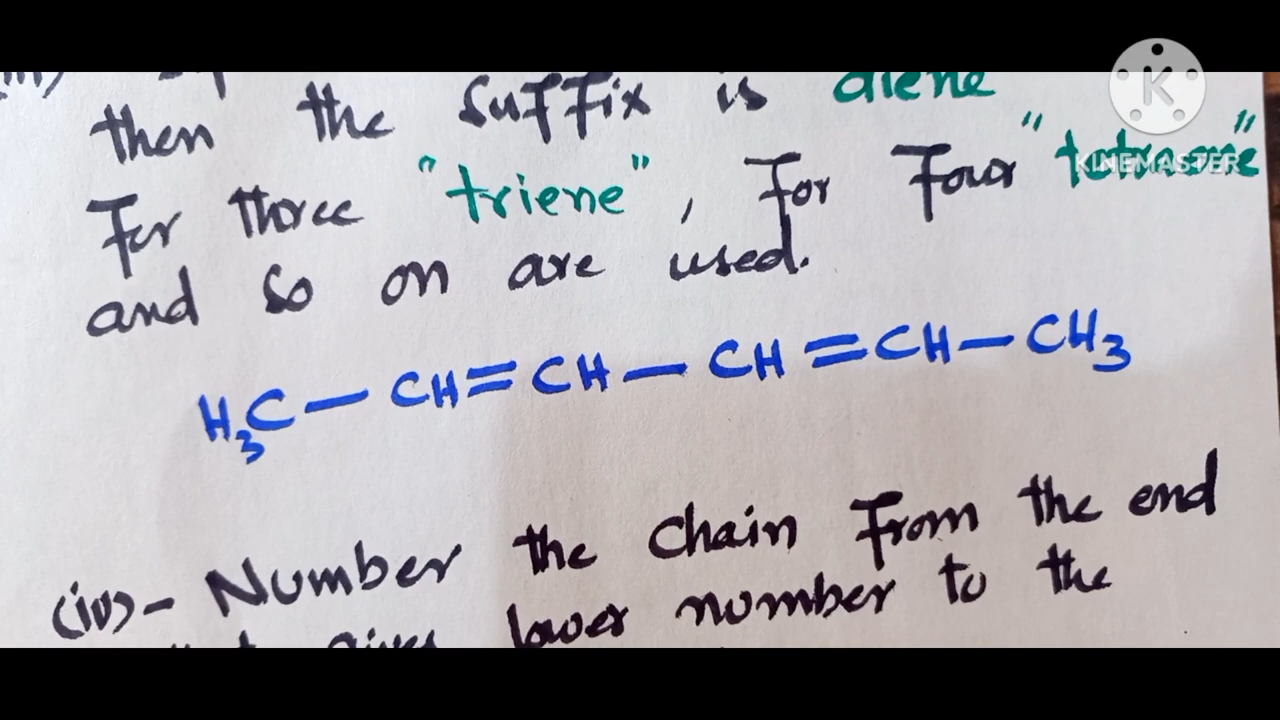 then the suffix is diene
For three "triene", For Four "tetraene"
and so on are used.
H₃C — CH=CH — CH=CH — CH3
(iv)- Number the chain From the end
gives lower number to the
KINEMASTER